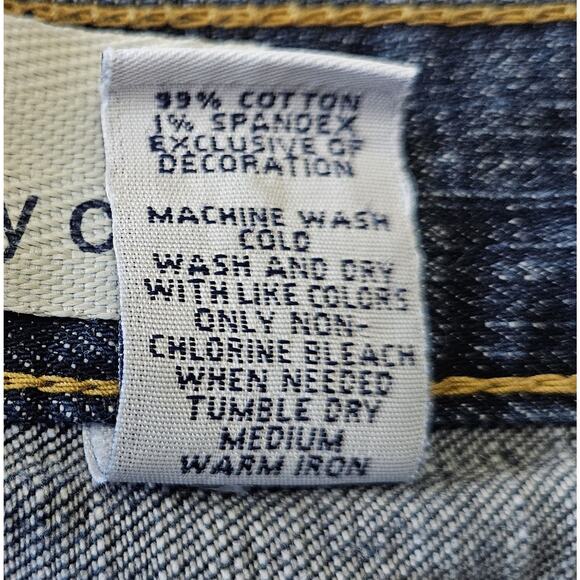 99% COTTON
1% SPANDEX
EXCLUSIVE OF
DECORATION
MACHINE WASH
COLD
WASH AND DRY
WITH LIKE COLORS
ONLY NON-
CHLORINE BLEACH
WHEN NEEDED
TUMBLE DRY
MEDIUM
WARM IRON